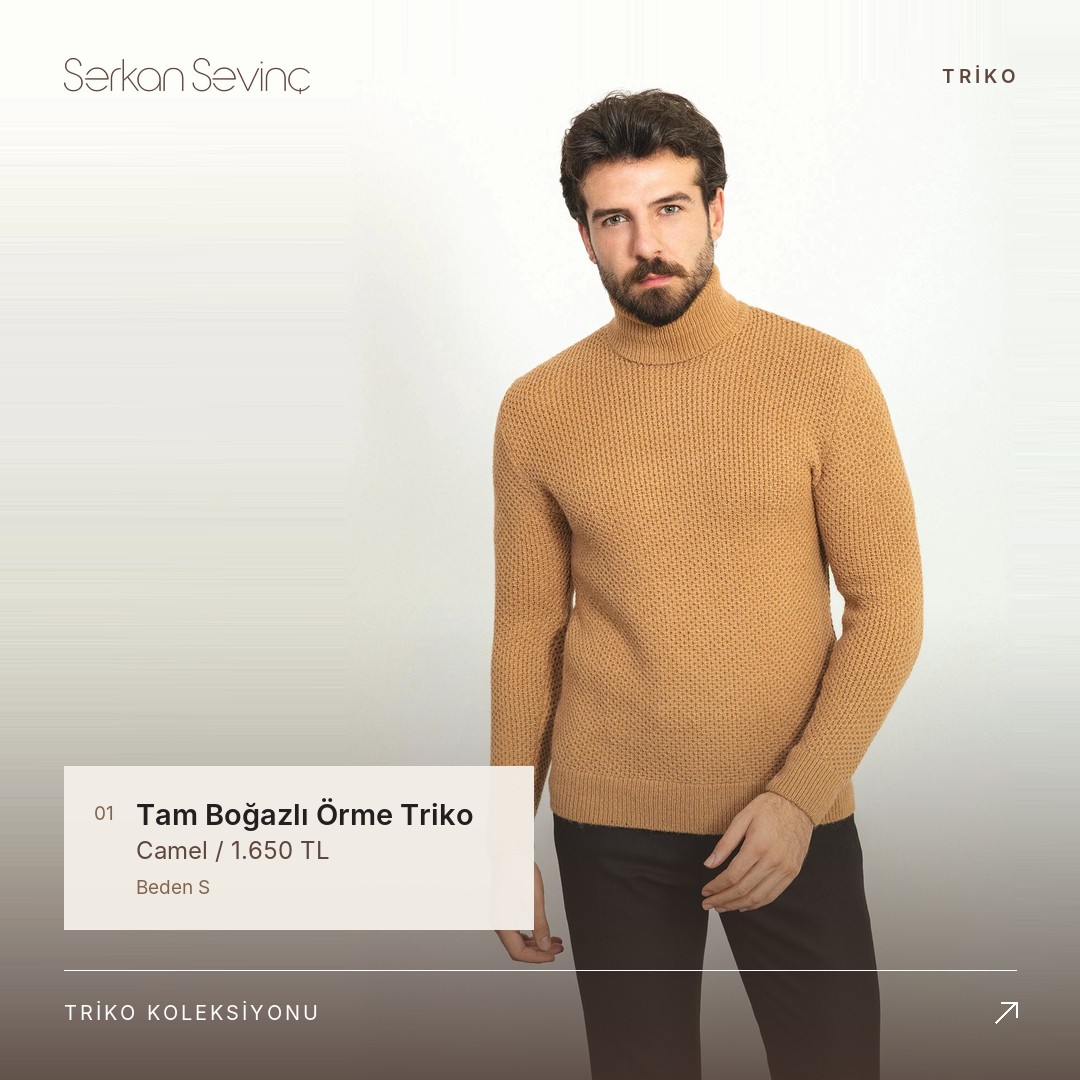 Serkan Sevinç
TRİKO
01
Tam Boğazlı Örme Triko
Camel / 1.650 TL
Beden S
TRİKO KOLEKSİYONU